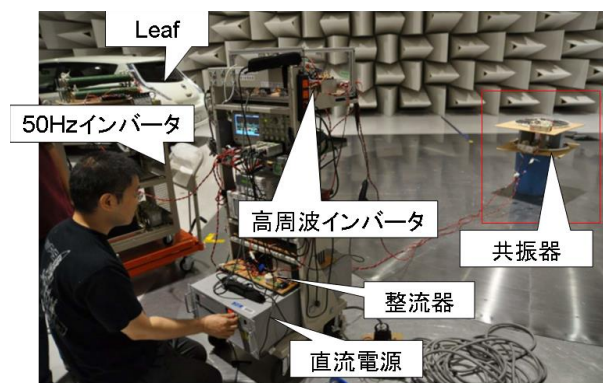 Leaf
50Hzインバータ
高周波インバータ
共振器
整流器
直流電源